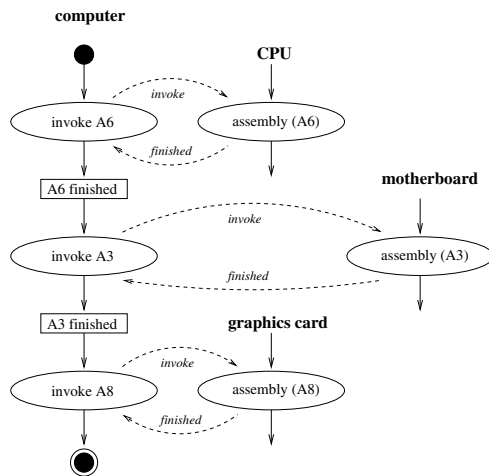 computer
CPU
invoke
invoke A6
assembly (A6)
finished
A6 finished
motherboard
invoke
invoke A3
assembly (A3)
finished
A3 finished
graphics card
invoke
invoke A8
assembly (A8)
finished